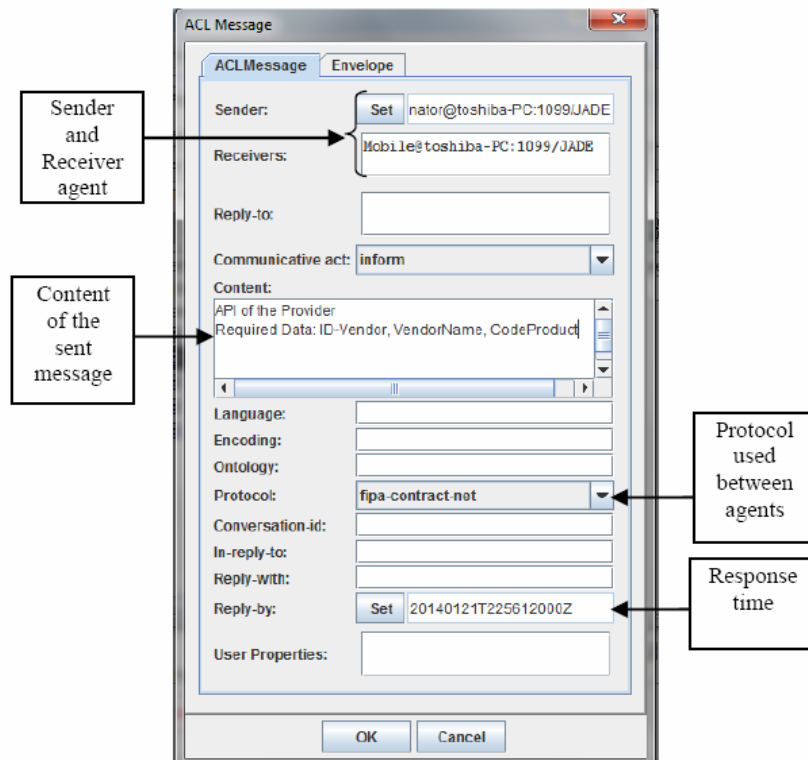 ACL Message
ACLMessage
Envelope
Sender:
Set
nator@toshiba-PC:1099/JADE
Receivers:
Mobile@toshiba-PC:1099/JADE
Reply-to:
Communicative act:
inform
Content:
API of the Provider
Required Data: ID-Vendor, VendorName, CodeProduct
Language:
Encoding:
Ontology:
Protocol:
fipa-contract-net
Conversation-id:
In-reply-to:
Reply-with:
Reply-by:
Set
20140121T225612000Z
User Properties:
OK
Cancel
Sender
and
Receiver
agent
Content
of the
sent
message
Protocol
used
between
agents
Response
time